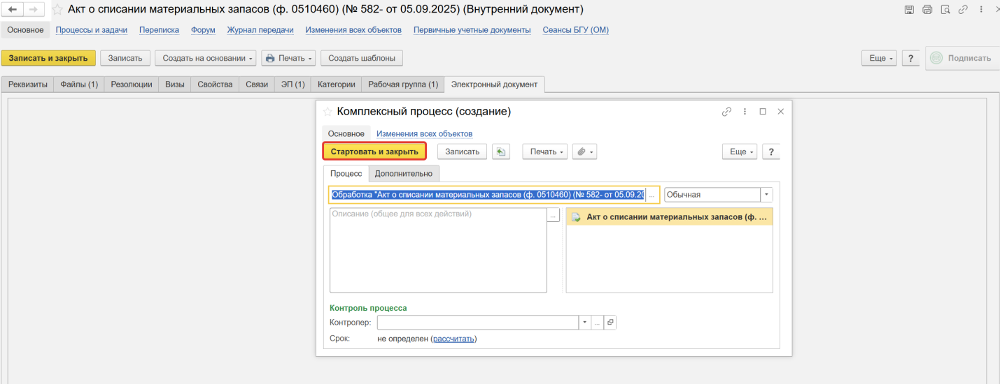 Акт о списании материальных запасов (ф. 0510460) (№ 582- от 05.09.2025) (Внутренний документ)
Основное Процессы и задачи Переписка Форум Журнал передачи Изменения всех объектов Первичные учетные документы Сеансы БГУ (ОМ)
Записать и закрыть Записать Создать на основании Печать Создать шаблоны Еще ? Подписать
Реквизиты Файлы (1) Резолюции Визы Свойства Связи ЭП (1) Категории Рабочая группа (1) Электронный документ
Комплексный процесс (создание)
Основное Изменения всех объектов
Стартовать и закрыть Записать Печать Еще ?
Процесс Дополнительно
Обработка "Акт о списании материальных запасов (ф. 0510460) (№ 582- от 05.09.20 ... Обычная
Описание (общее для всех действий) ... Акт о списании материальных запасов (ф. ...
Контроль процесса
Контролер: ...
Срок: не определен (рассчитать)